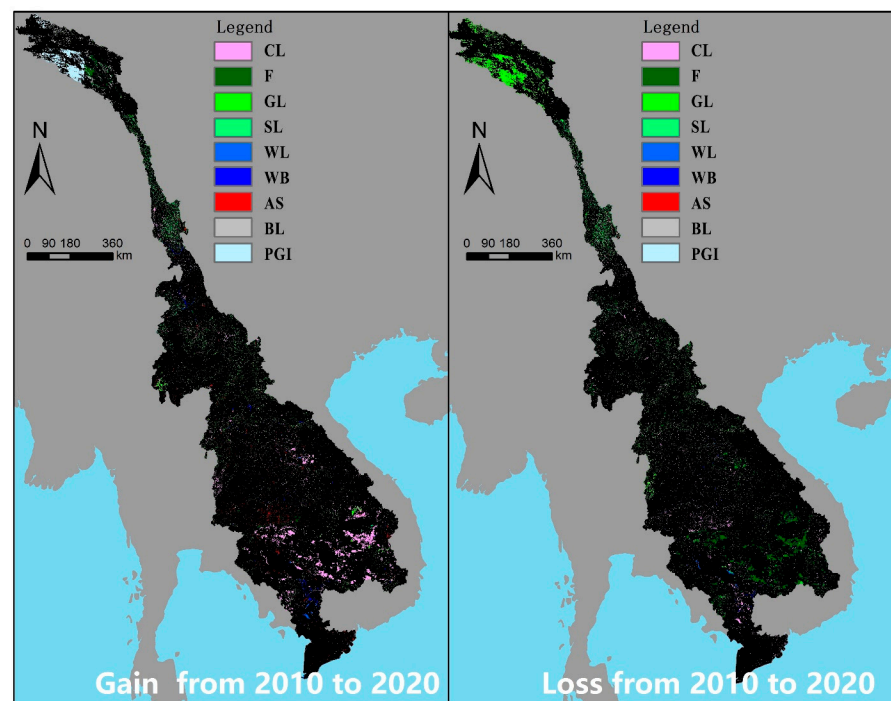 Legend
CL
F
GL
SL
WL
WB
AS
BL
PGI
N
0 90 180 360
km
Gain from 2010 to 2020
Legend
CL
F
GL
SL
WL
WB
AS
BL
PGI
N
0 90 180 360
km
Loss from 2010 to 2020